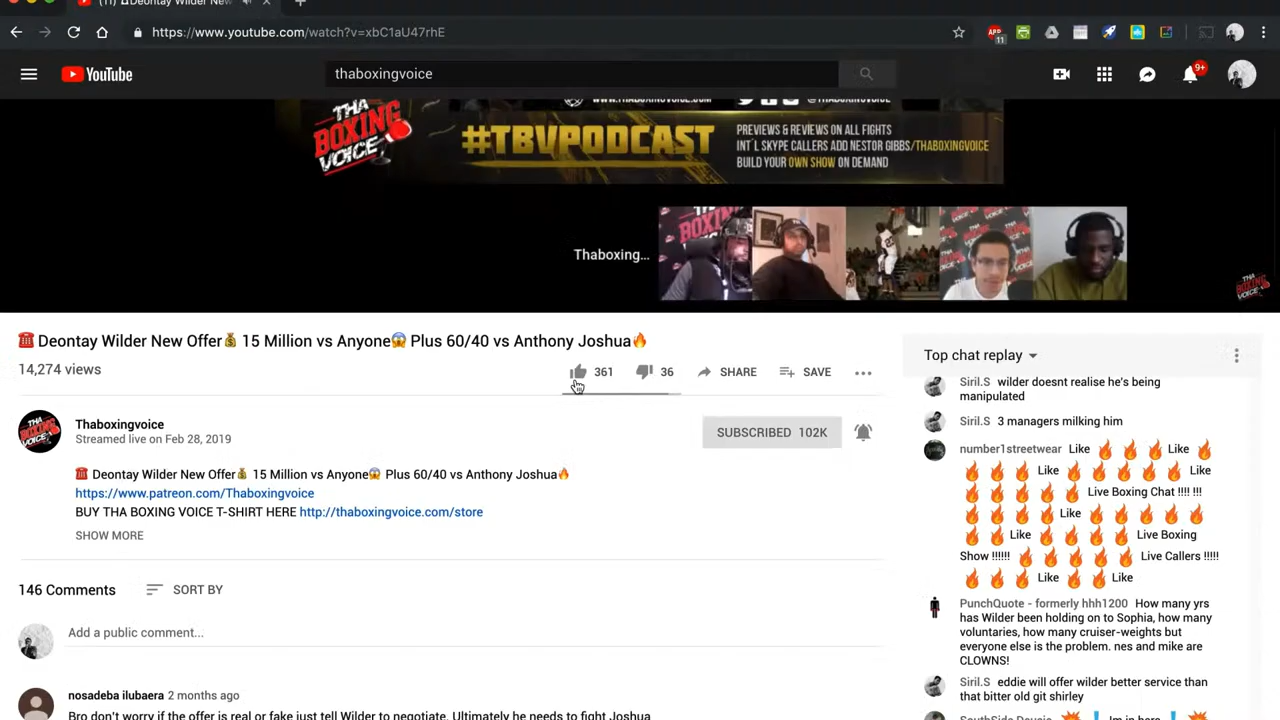 (1) Deontay Wilder New
https://www.youtube.com/watch?v=xbC1aU47rhE
ABP
11
YouTube
thaboxingvoice
9+
THA BOXING VOICE
#TBVPODCAST
PREVIEWS & REVIEWS ON ALL FIGHTS
INT´L SKYPE CALLERS ADD NESTOR GIBBS/THABOXINGVOICE
BUILD YOUR OWN SHOW ON DEMAND
Thaboxing...
☎Deontay Wilder New Offer💰 15 Million vs Anyone😱 Plus 60/40 vs Anthony Joshua🔥
14,274 views
361
36
SHARE
SAVE
Thaboxingvoice
Streamed live on Feb 28, 2019
SUBSCRIBED 102K
☎ Deontay Wilder New Offer💰 15 Million vs Anyone😱 Plus 60/40 vs Anthony Joshua🔥
https://www.patreon.com/Thaboxingvoice
BUY THA BOXING VOICE T-SHIRT HERE http://thaboxingvoice.com/store
SHOW MORE
146 Comments
SORT BY
Add a public comment...
nosadeba ilubaera 2 months ago
Bro don't worry if the offer is real or fake just tell Wilder to negotiate. Ultimately he needs to fight Joshua
Top chat replay
Siril.S wilder doesnt realise he's being
manipulated
Siril.S 3 managers milking him
number1streetwear Like 🔥 🔥 🔥 Like 🔥
🔥 🔥 🔥 Like 🔥 🔥 🔥 🔥 🔥 Like
🔥 🔥 🔥 🔥 🔥 Live Boxing Chat !!!! !!!
🔥 🔥 🔥 🔥 Like 🔥 🔥 🔥 🔥 🔥
🔥 🔥 Like 🔥 🔥 🔥 🔥 Live Boxing
Show !!!!!! 🔥 🔥 🔥 🔥 🔥 Live Callers !!!!!
🔥 🔥 🔥 Like 🔥 🔥 Like
PunchQuote - formerly hhh1200 How many yrs
has Wilder been holding on to Sophia, how many
voluntaries, how many cruiser-weights but
everyone else is the problem. nes and mike are
CLOWNS!
Siril.S eddie will offer wilder better service than
that bitter old git shirley